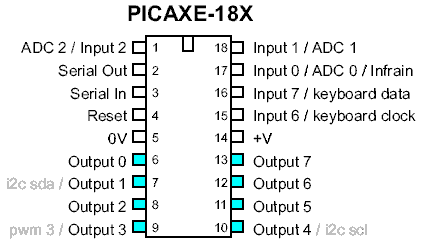 PICAXE-18X
ADC 2 / Input 2 1 18 Input 1 / ADC 1
Serial Out 2 17 Input 0 / ADC 0 / Infrain
Serial In 3 16 Input 7 / keyboard data
Reset 4 15 Input 6 / keyboard clock
0V 5 14 +V
Output 0 6 13 Output 7
i2c sda / Output 1 7 12 Output 6
Output 2 8 11 Output 5
pwm 3 / Output 3 9 10 Output 4 / i2c scl